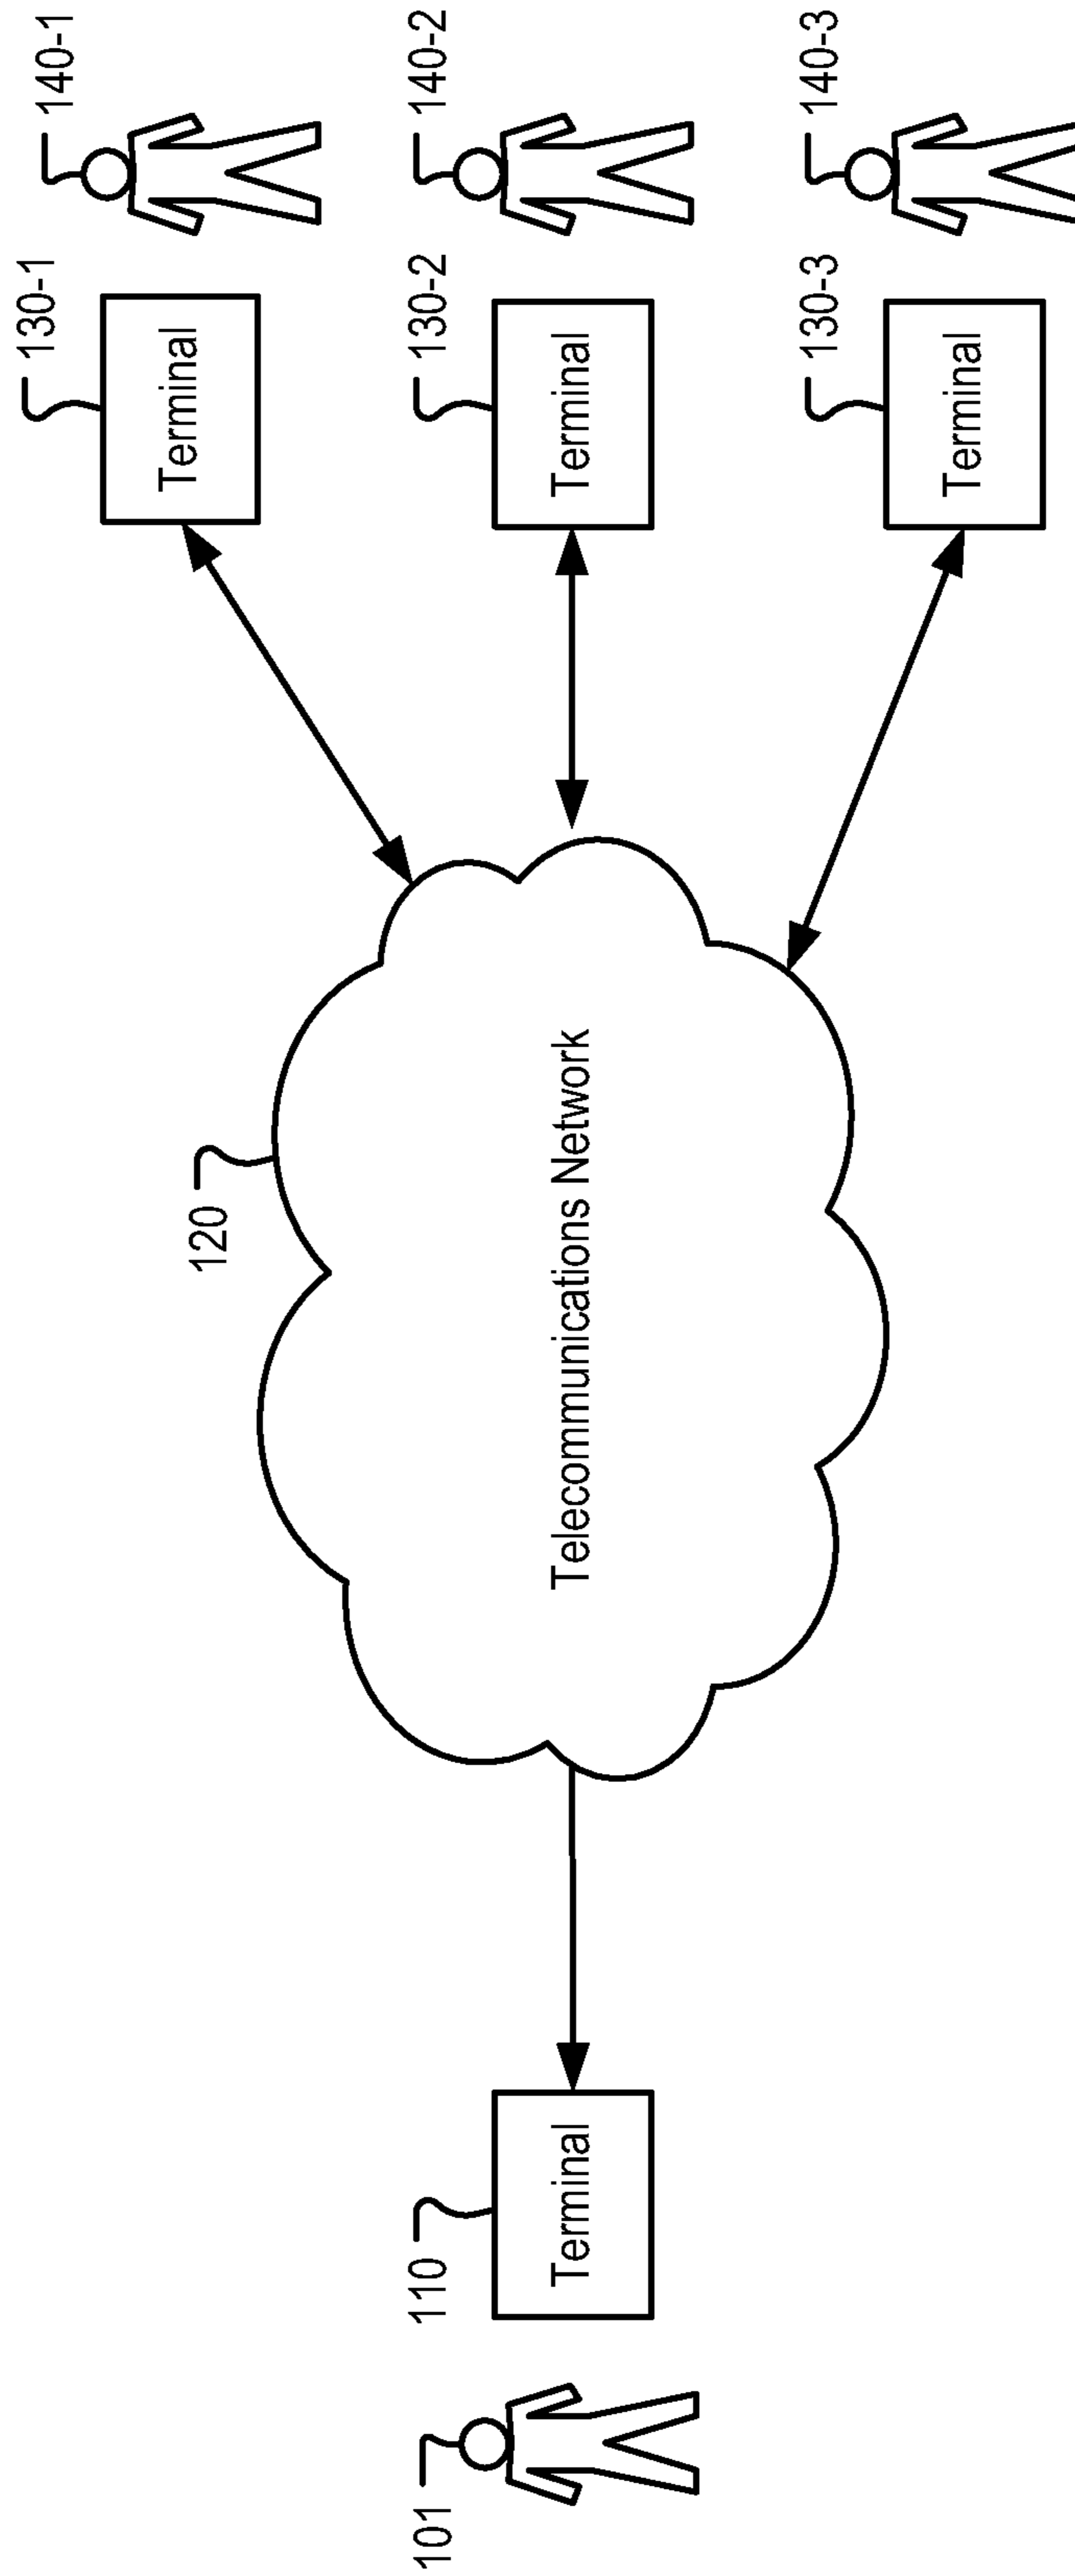 140-1
130-1
Terminal
140-2
130-2
Terminal
140-3
130-3
Terminal
120
Telecommunications Network
110
Terminal
101